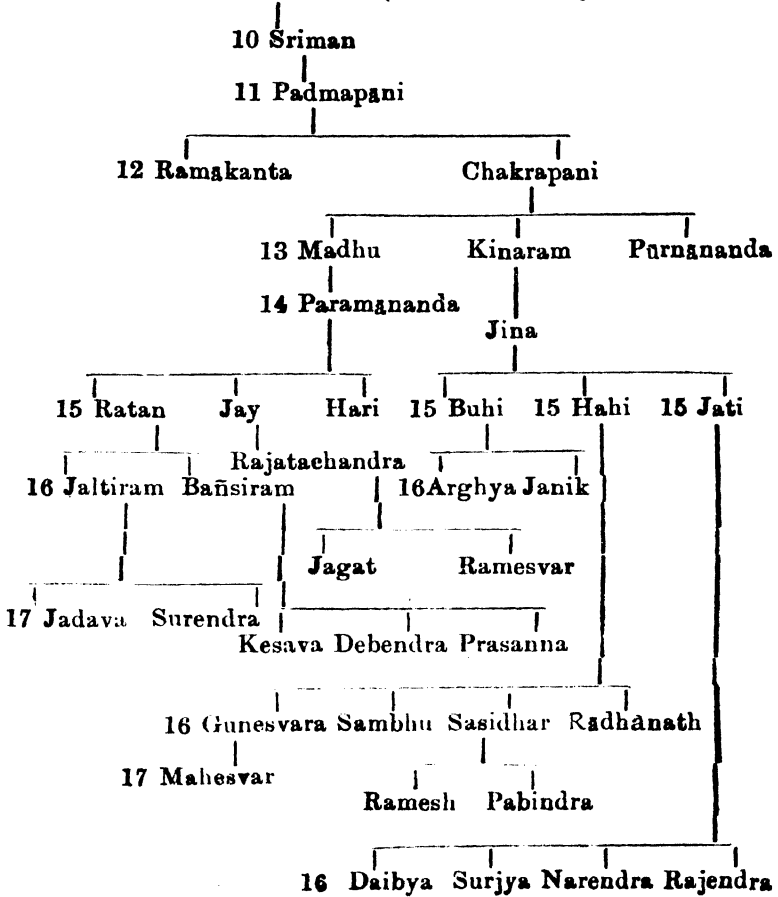 10 Sriman
11 Padmapani
12 Ramakanta Chakrapani
13 Madhu Kinaram Purnananda
14 Paramananda
Jina
15 Ratan Jay Hari 15 Buhi 15 Hahi 15 Jati
Rajatachandra
16 Jaltiram Bañsiram 16 Arghya Janik
Jagat Ramesvar
17 Jadava Surendra
Kesava Debendra Prasanna
16 Gunesvara Sambhu Sasidhar Radhanath
17 Mahesvar
Ramesh Pabindra
16 Daibya Surjya Narendra Rajendra